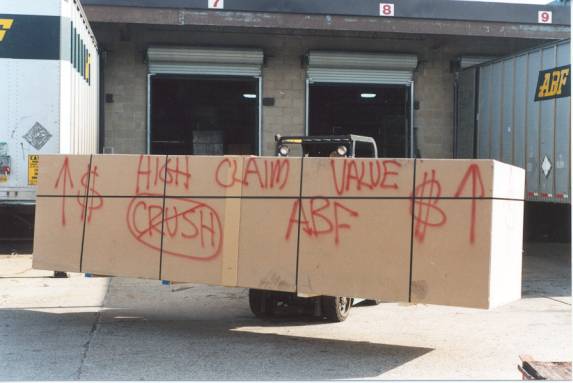 7 8 9
ABF
↑ $ HIGH CLAIM VALUE $ ↑
CRUSH ABF